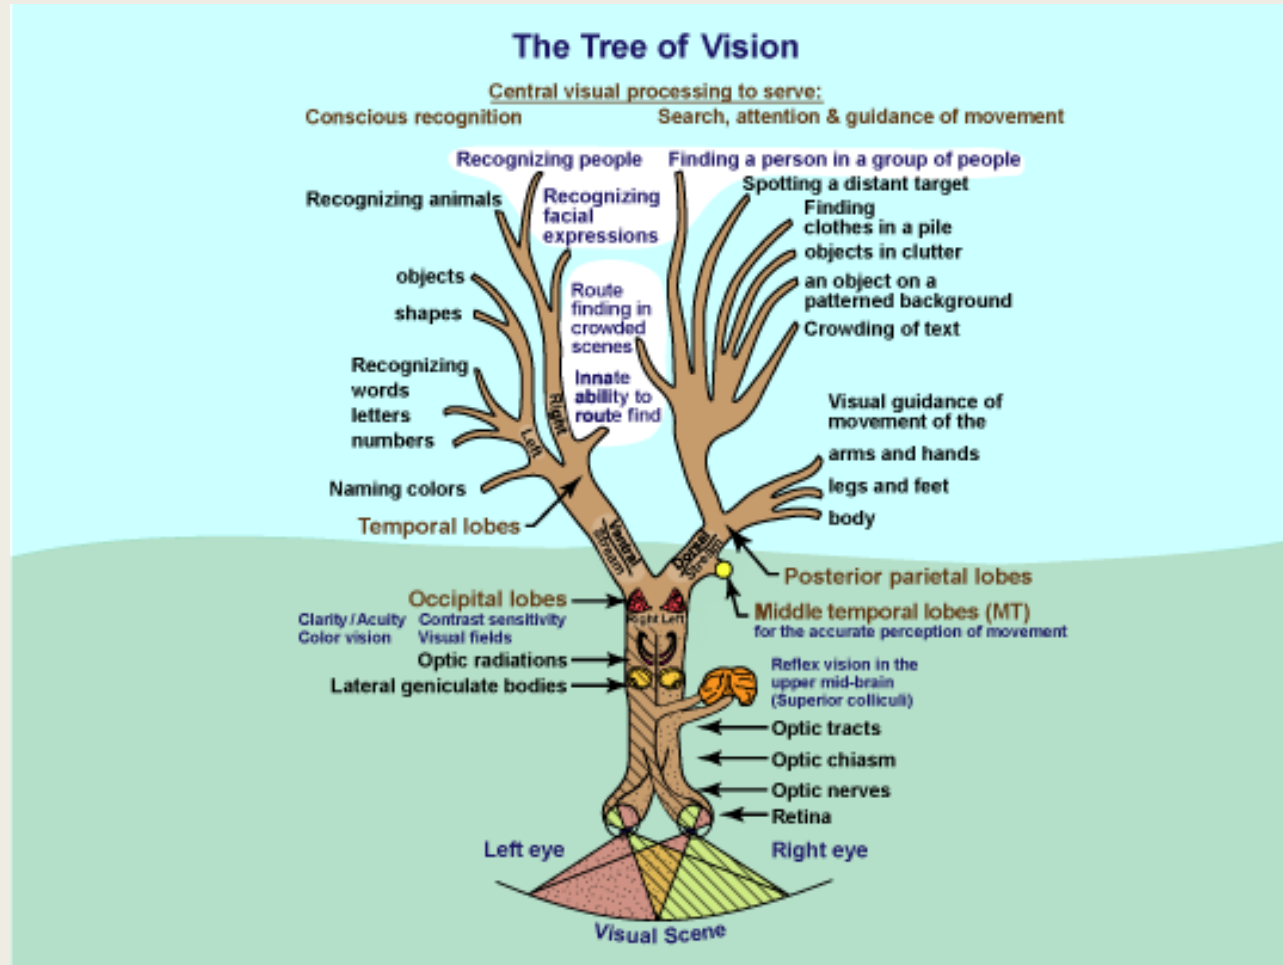 The Tree of Vision
Central visual processing to serve:
Conscious recognition
Search, attention & guidance of movement
Recognizing people
Finding a person in a group of people
Recognizing animals
Recognizing
facial
expressions
Spotting a distant target
Finding
clothes in a pile
objects in clutter
an object on a
patterned background
Crowding of text
objects
shapes
Route
finding in
crowded
scenes
Innate
ability to
route find
Recognizing
words
letters
numbers
Naming colors
Left
Right
Visual guidance of
movement of the
arms and hands
legs and feet
body
Temporal lobes
Ventral
Stream
Dorsal
Stream
Posterior parietal lobes
Occipital lobes
Clarity/Acuity Contrast sensitivity
Color vision Visual fields
Right Left
Middle temporal lobes (MT)
for the accurate perception of movement
Optic radiations
Lateral geniculate bodies
Reflex vision in the
upper mid-brain
(Superior colliculi)
Optic tracts
Optic chiasm
Optic nerves
Retina
Left eye
Right eye
Visual Scene